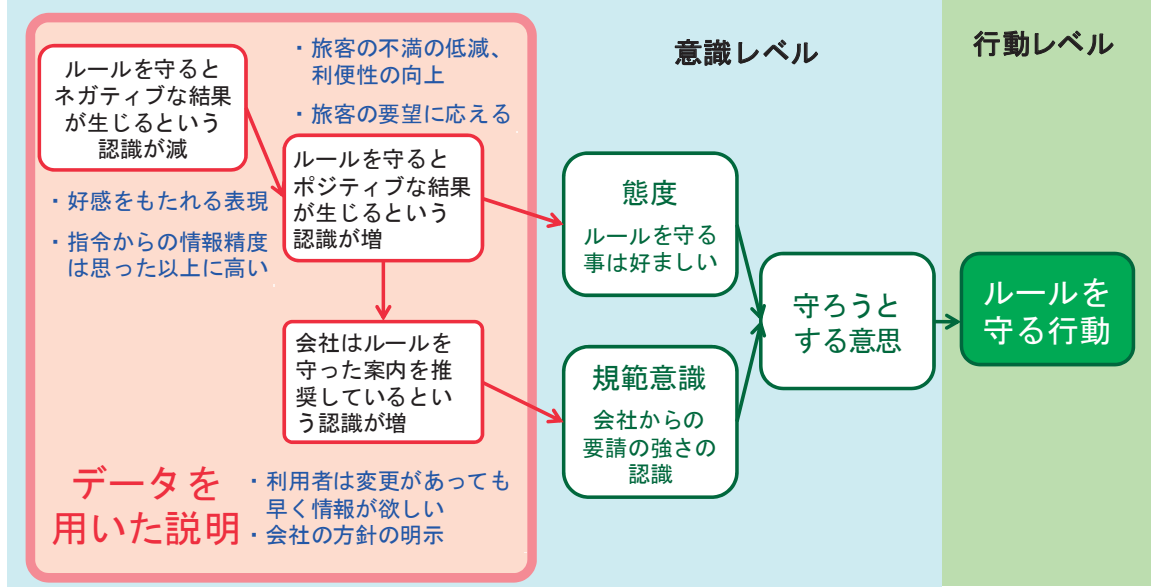 ルールを守ると
ネガティブな結果
が生じるという
認識が減
・旅客の不満の低減、
利便性の向上
・旅客の要望に応える
ルールを守ると
ポジティブな結果
が生じるという
認識が増
・好感をもたれる表現
・指令からの情報精度
は思った以上に高い
会社はルールを
守った案内を推
奨しているとい
う認識が増
データを
用いた説明
・利用者は変更があっても
早く情報が欲しい
・会社の方針の明示
意識レベル
態度
ルールを守る
事は好ましい
規範意識
会社からの
要請の強さの
認識
守ろうと
する意思
行動レベル
ルールを
守る行動